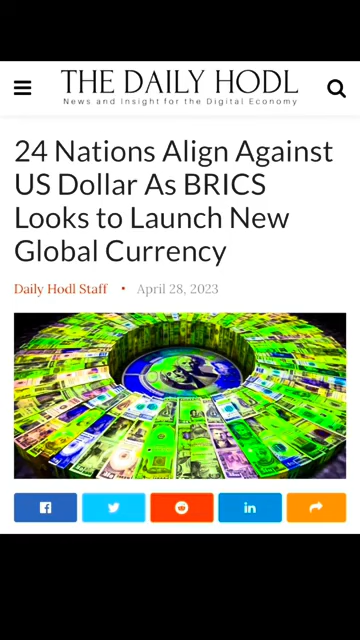 THE DAILY HODL
News and Insight for the Digital Economy
24 Nations Align Against
US Dollar As BRICS
Looks to Launch New
Global Currency
Daily Hodl Staff • April 28, 2023